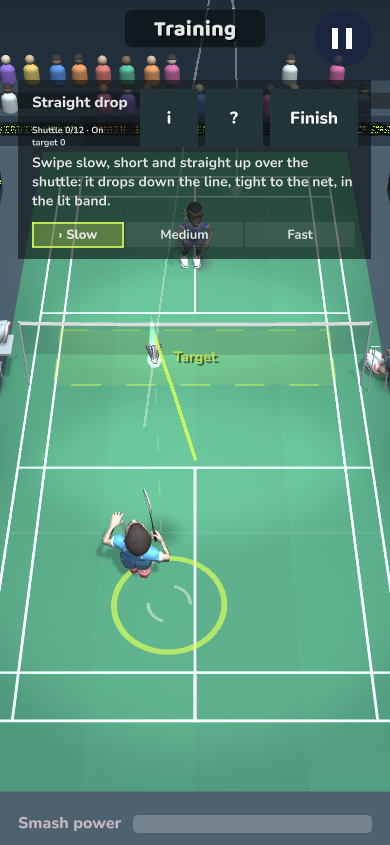 Training
Straight drop
i
?
Finish
Shuttle 0/12 · On
target 0
Swipe slow, short and straight up over the
shuttle: it drops down the line, tight to the net, in
the lit band.
› Slow
Medium
Fast
Target
Smash power